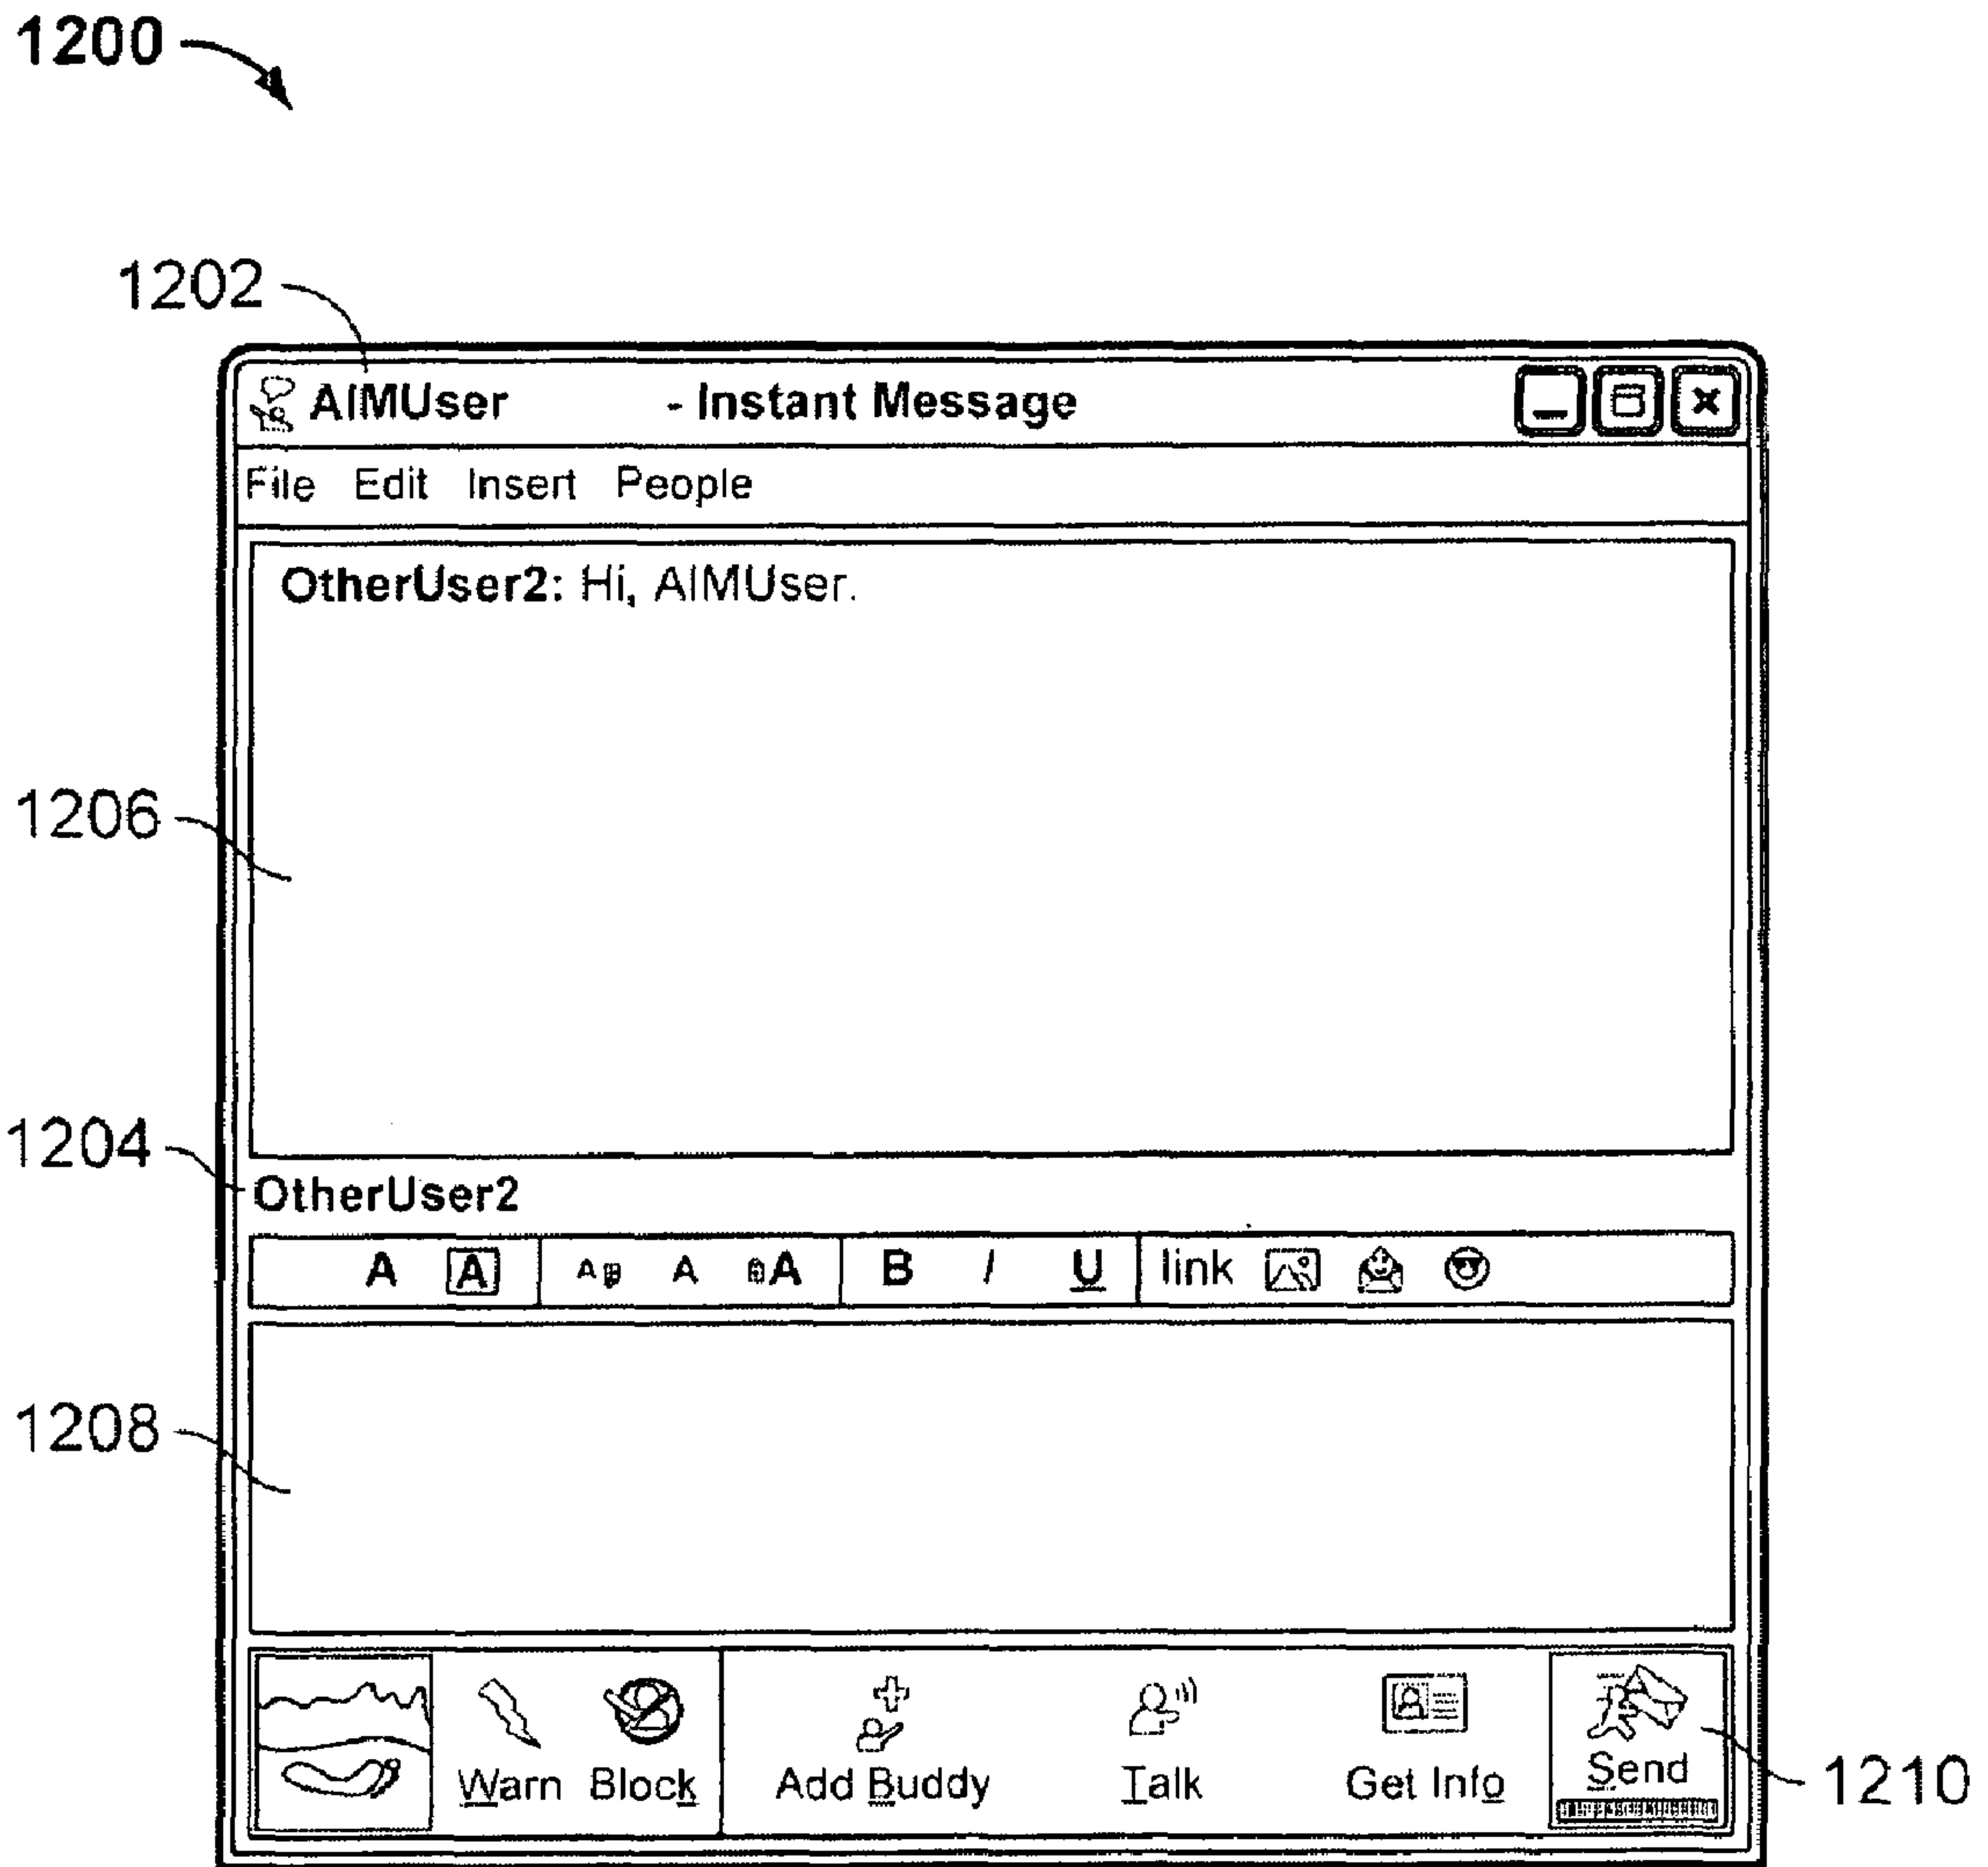 1200
1202
AIMUser - Instant Message
File Edit Insert People
OtherUser2: Hi, AIMUser.
1206
1204
OtherUser2
A A A A A B I U link
1208
Warn Block Add Buddy Talk Get Info Send
1210